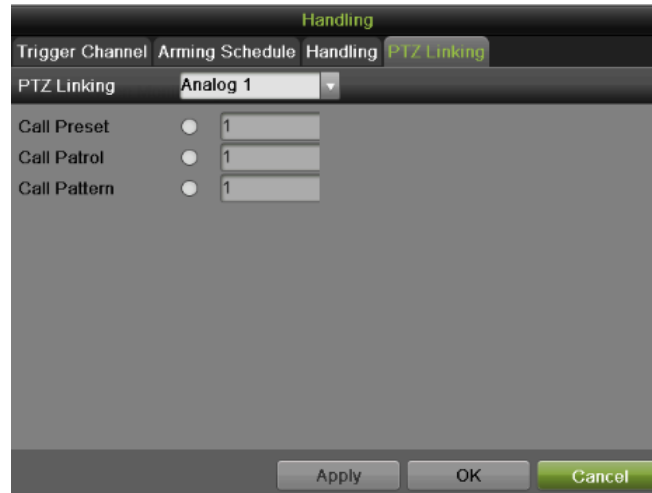 Handling
Trigger Channel Arming Schedule Handling PTZ Linking
PTZ Linking Analog 1
Call Preset 1
Call Patrol 1
Call Pattern 1
Apply OK Cancel